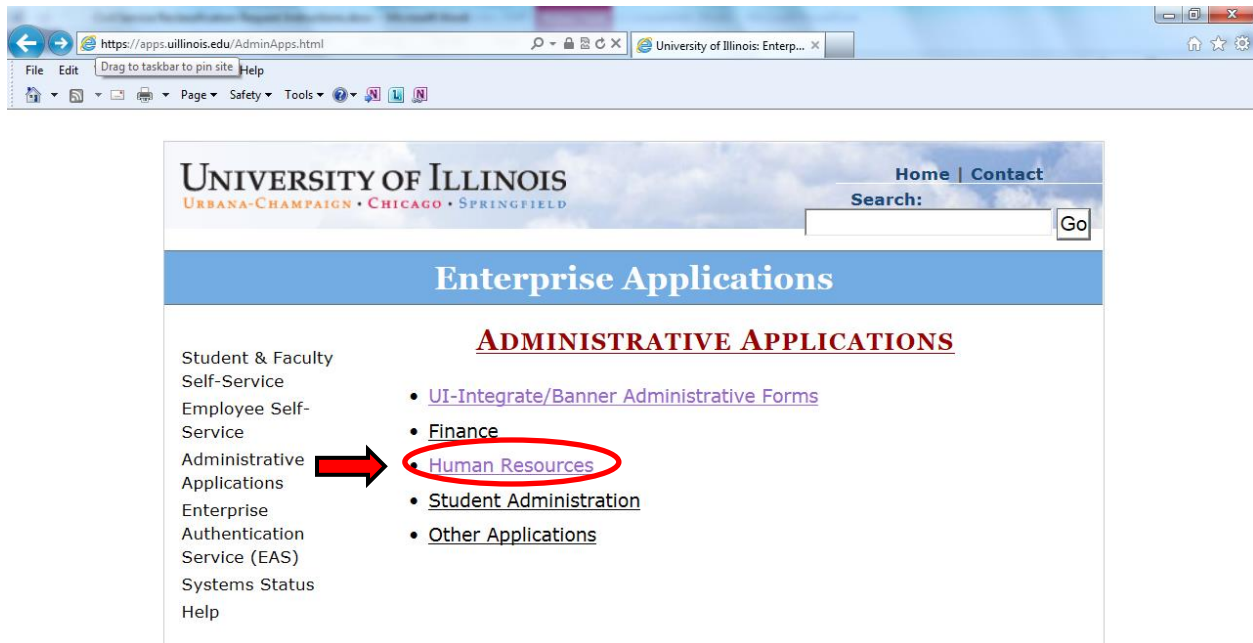 https://apps.uillinois.edu/AdminApps.html
University of Illinois: Enterp...
File Edit Help
Drag to taskbar to pin site
Page Safety Tools
UNIVERSITY OF ILLINOIS
URBANA-CHAMPAIGN • CHICAGO • SPRINGFIELD
Home | Contact
Search:
Go
Enterprise Applications
Student & Faculty
Self-Service
Employee Self-
Service
Administrative
Applications
Enterprise
Authentication
Service (EAS)
Systems Status
Help
ADMINISTRATIVE APPLICATIONS
• UI-Integrate/Banner Administrative Forms
• Finance
• Human Resources
• Student Administration
• Other Applications